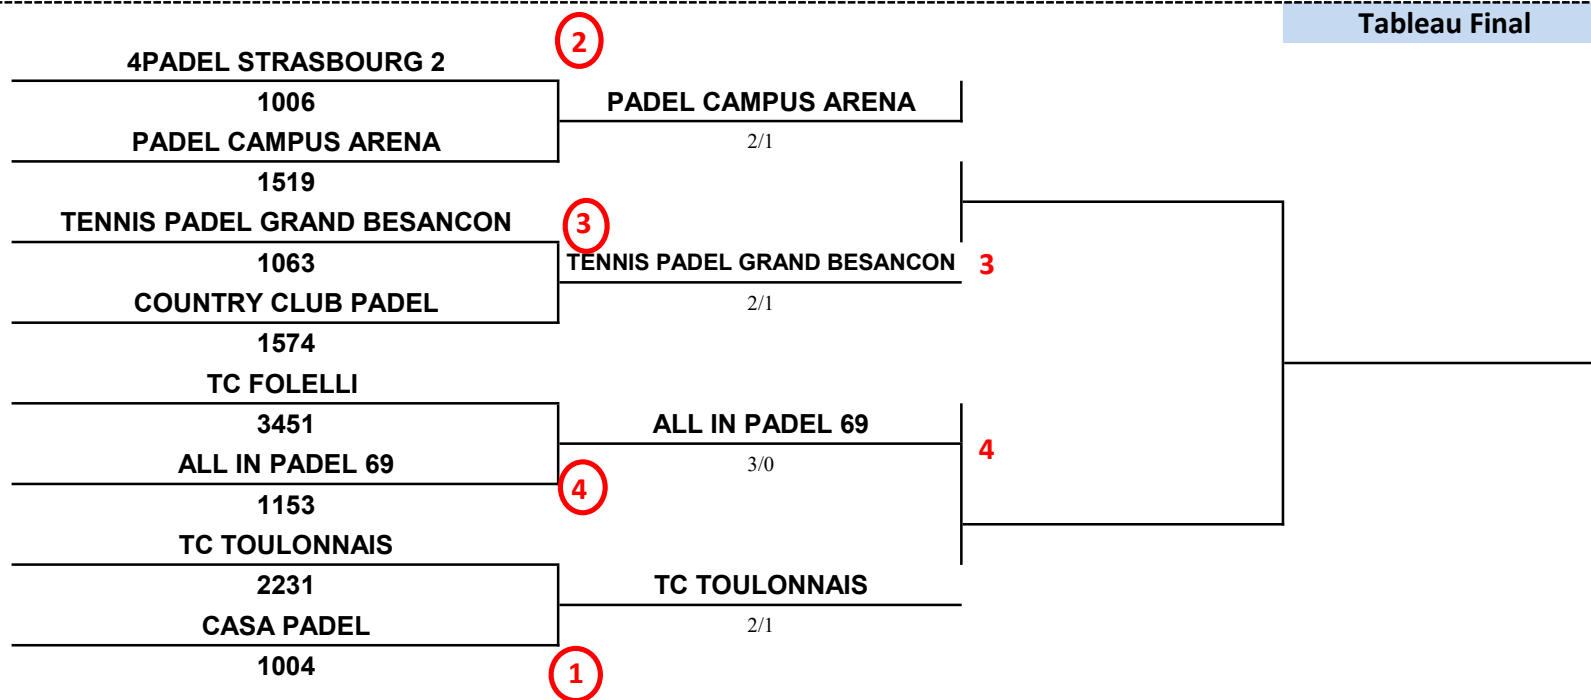 Tableau Final
2
4PADEL STRASBOURG 2
1006
PADEL CAMPUS ARENA
PADEL CAMPUS ARENA
2/1
1519
TENNIS PADEL GRAND BESANCON
3
1063
TENNIS PADEL GRAND BESANCON
3
COUNTRY CLUB PADEL
2/1
1574
TC FOLELLI
3451
ALL IN PADEL 69
4
ALL IN PADEL 69
3/0
4
1153
TC TOULONNAIS
2231
TC TOULONNAIS
CASA PADEL
2/1
1004
1